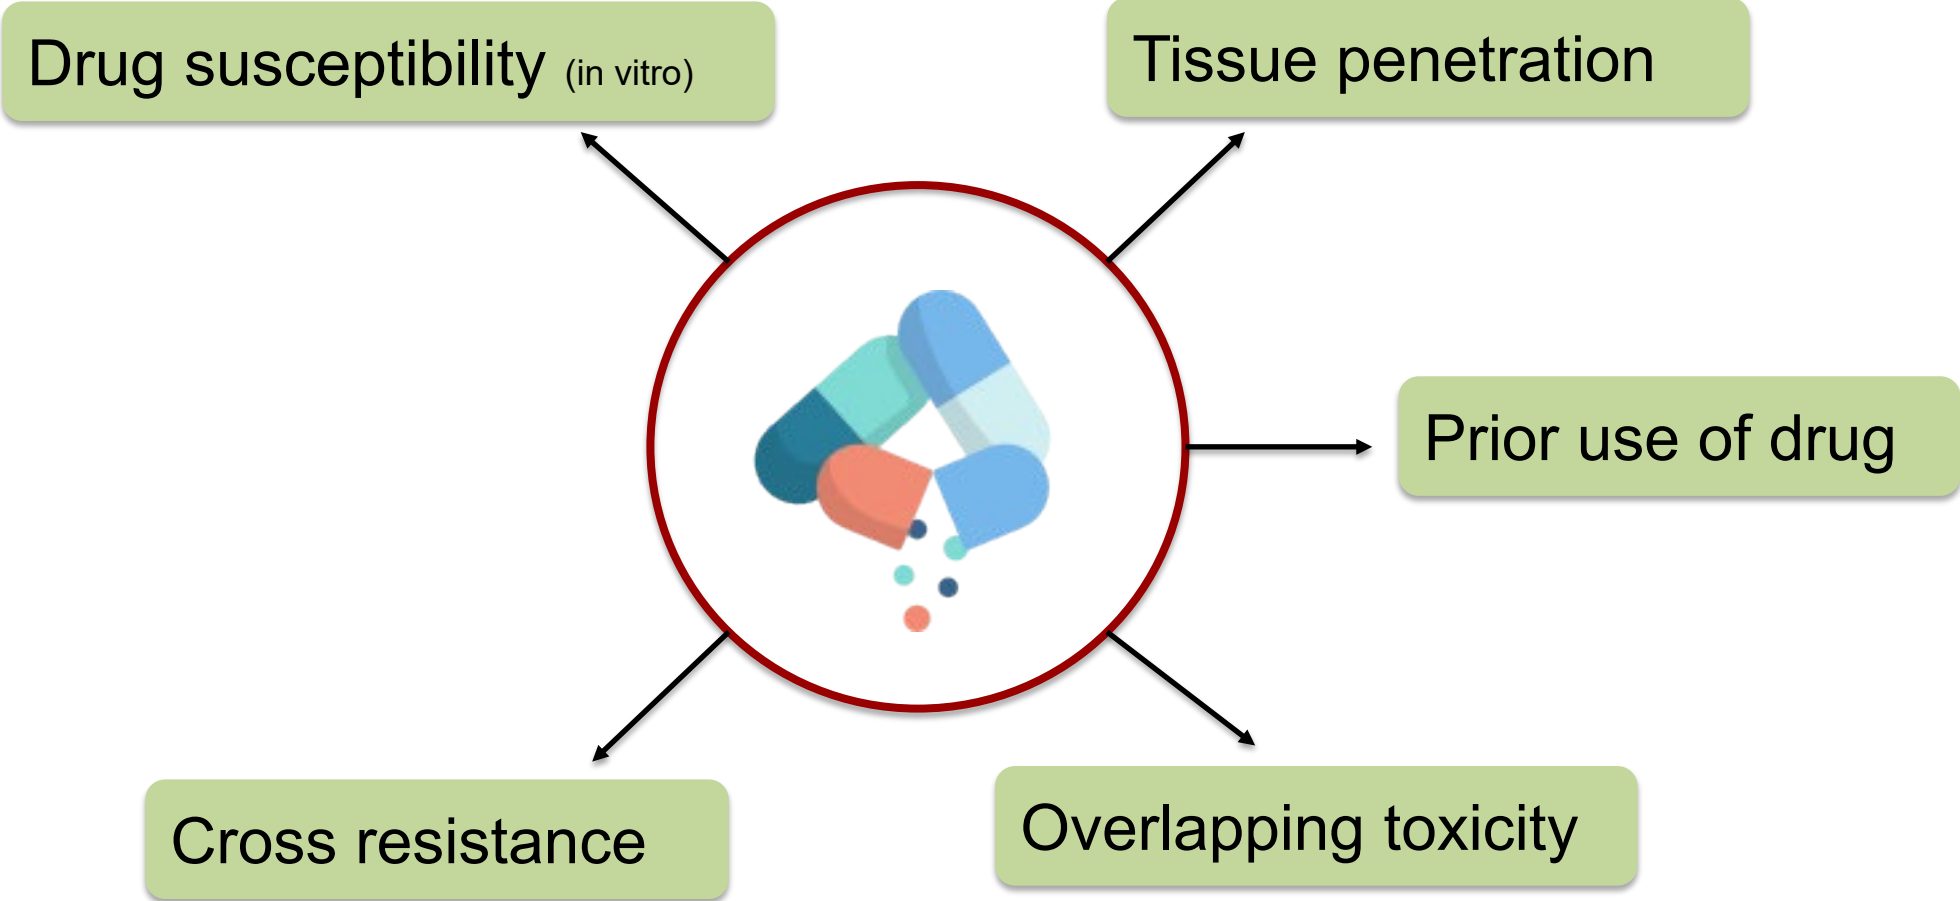 Drug susceptibility (in vitro)
Tissue penetration
Prior use of drug
Cross resistance
Overlapping toxicity